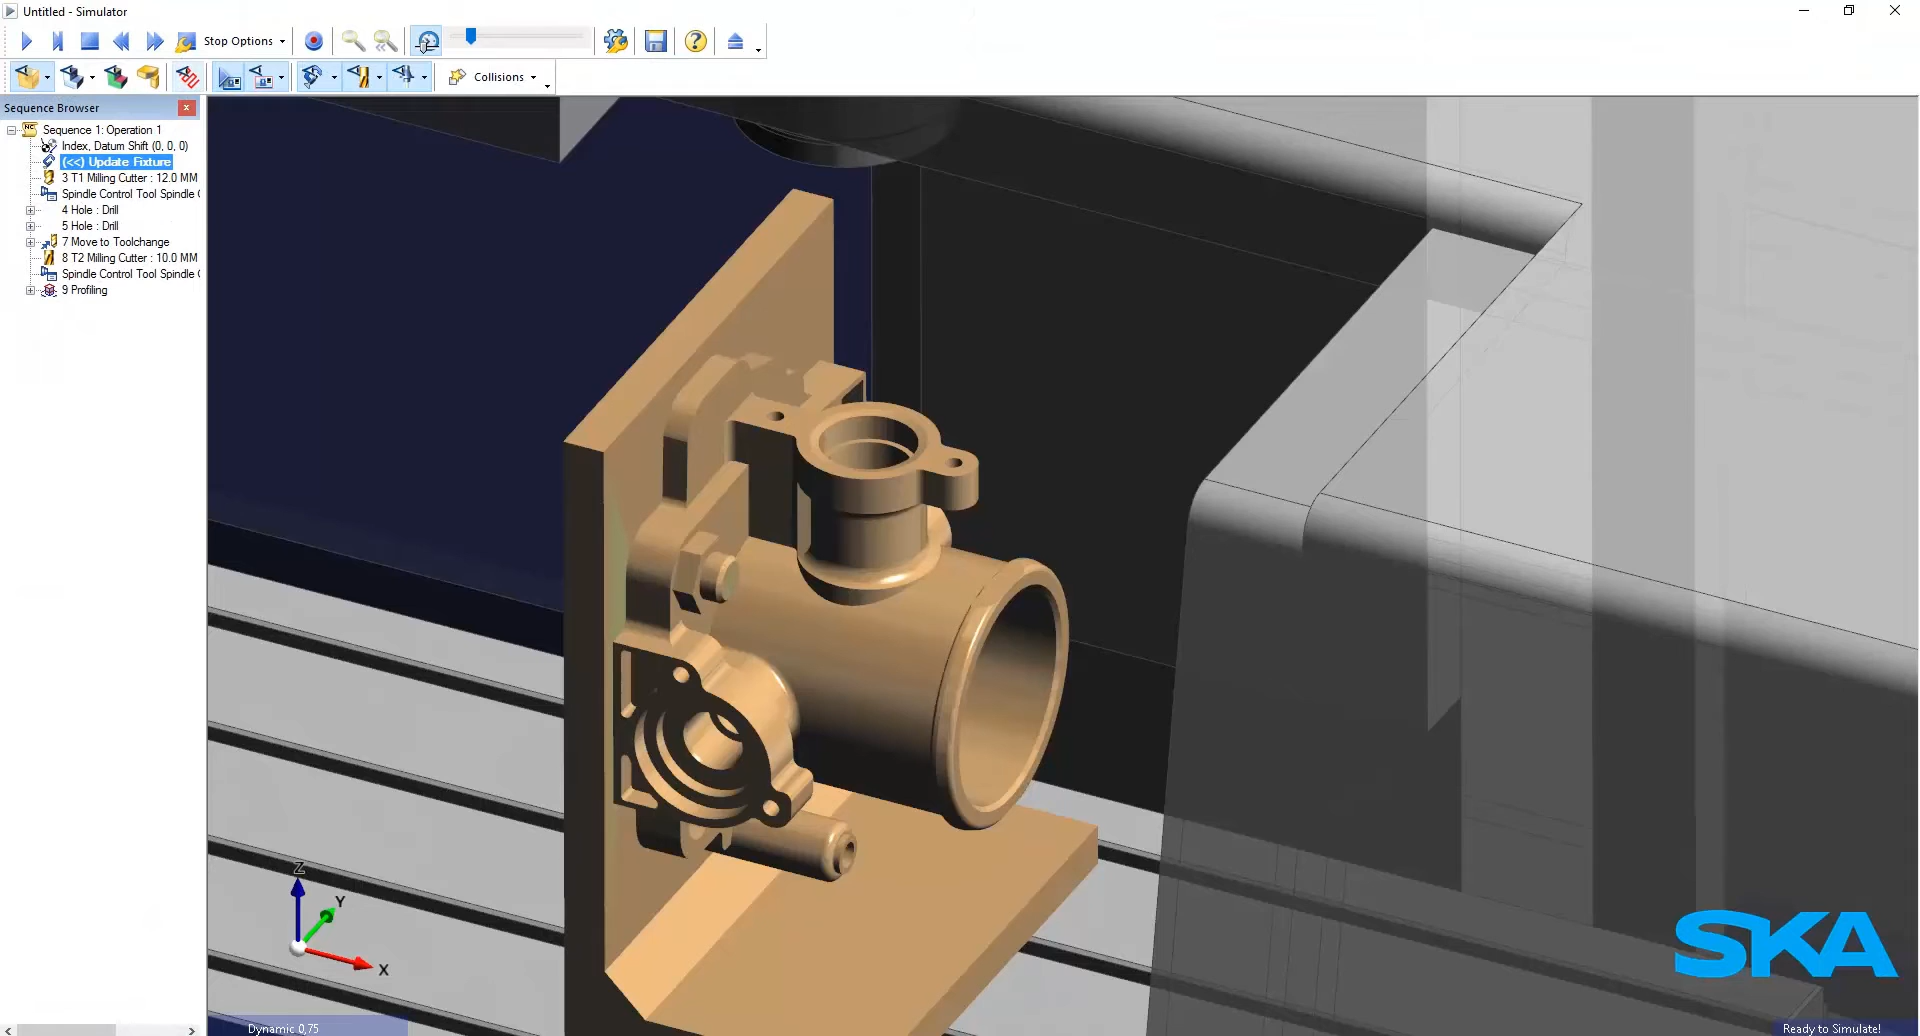 Untitled - Simulator
Stop Options
Collisions
Sequence Browser
Sequence 1: Operation 1
Index, Datum Shift (0, 0, 0)
(<<) Update Fixture
3 T1 Milling Cutter : 12.0 MM
Spindle Control Tool Spindle
4 Hole : Drill
5 Hole : Drill
7 Move to Toolchange
8 T2 Milling Cutter : 10.0 MM
Spindle Control Tool Spindle
9 Profiling
Z
Y
X
SKA
Dynamic 0,75
Ready to Simulate!